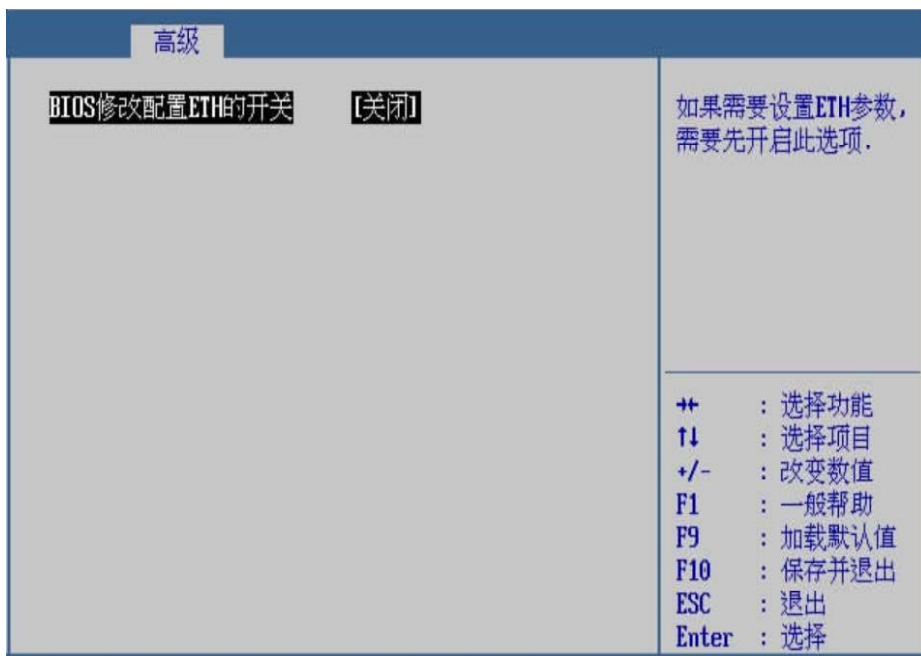 高级
BIOS修改配置ETH的开关 [关闭]
如果需要设置ETH参数,
需要先开启此选项.
→← : 选择功能
↑↓ : 选择项目
+/- : 改变数值
F1 : 一般帮助
F9 : 加载默认值
F10 : 保存并退出
ESC : 退出
Enter : 选择